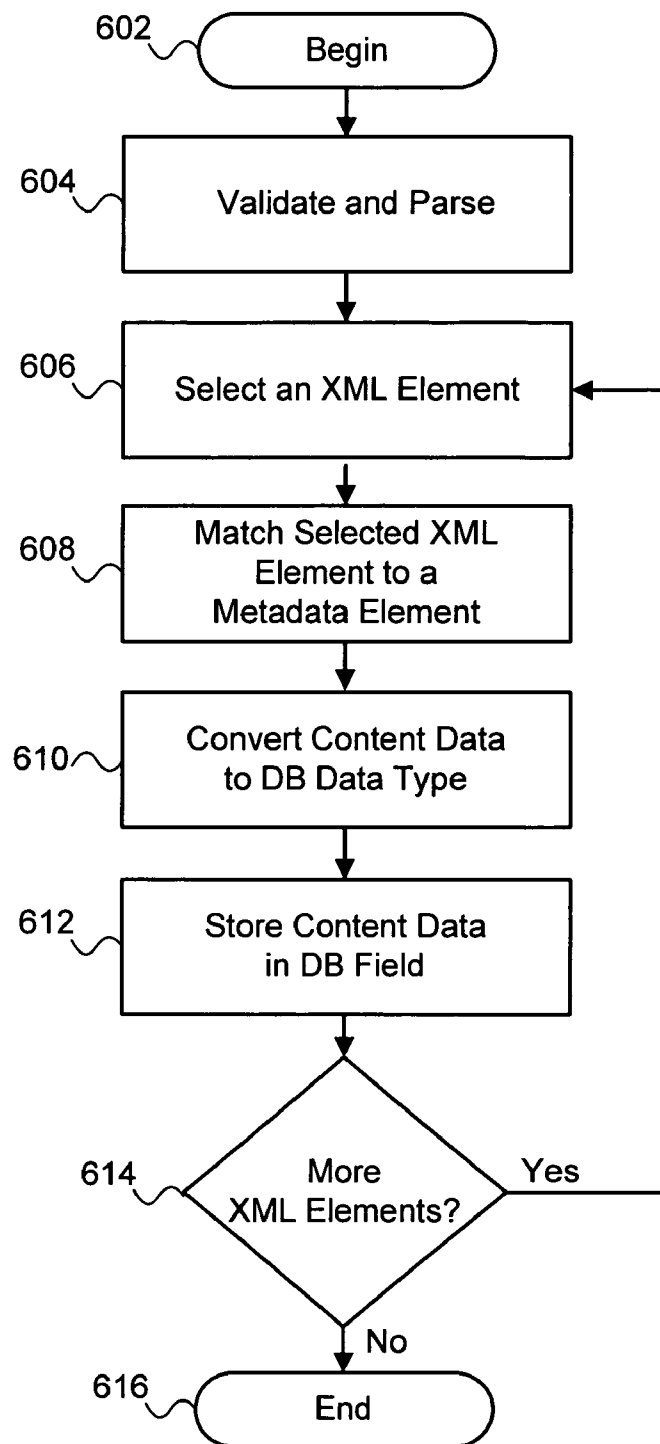 602
Begin
604
Validate and Parse
606
Select an XML Element
608
Match Selected XML
Element to a
Metadata Element
610
Convert Content Data
to DB Data Type
612
Store Content Data
in DB Field
614
More
XML Elements?
Yes
No
616
End